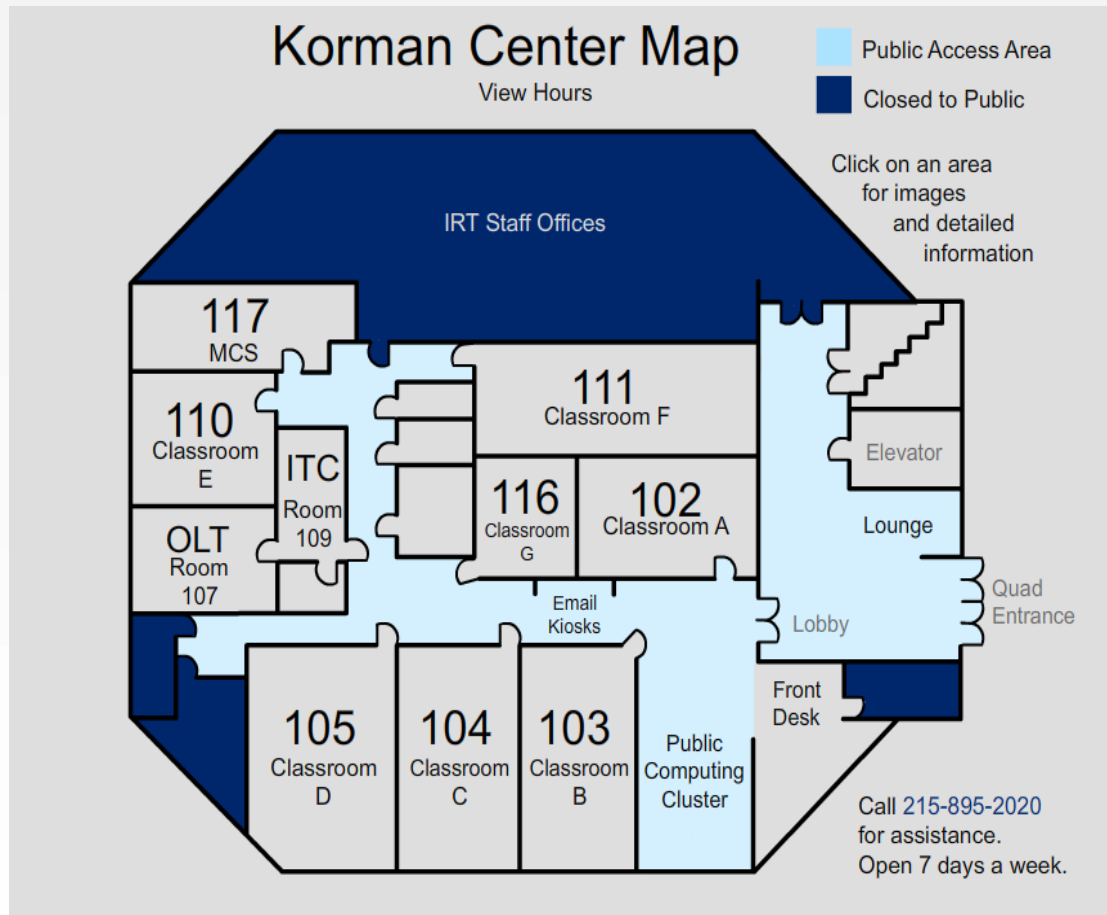 Korman Center Map
View Hours
Public Access Area
Closed to Public
Click on an area
for images
and detailed
information
IRT Staff Offices
117
MCS
111
Classroom F
110
Classroom
E
ITC
Room
109
116
Classroom
G
102
Classroom A
Elevator
Lounge
OLT
Room
107
Email
Kiosks
Lobby
Quad
Entrance
105
Classroom
D
104
Classroom
C
103
Classroom
B
Public
Computing
Cluster
Front
Desk
Call 215-895-2020
for assistance.
Open 7 days a week.